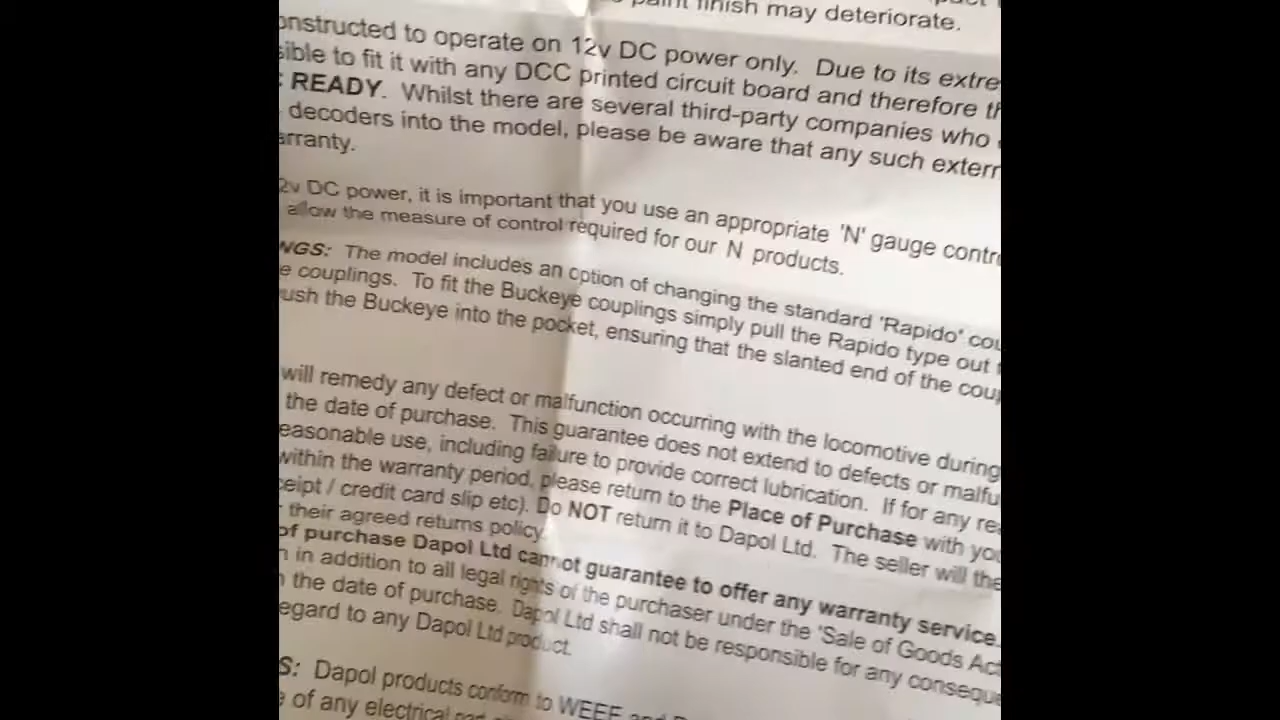 paint finish may deteriorate.
onstructed to operate on 12v DC power only. Due to its extre
sible to fit it with any DCC printed circuit board and therefore th
READY. Whilst there are several third-party companies who
decoders into the model, please be aware that any such extern
arranty.
2v DC power, it is important that you use an appropriate 'N' gauge contro
allow the measure of control required for our N products.
NGS: The model includes an option of changing the standard 'Rapido' cou
e couplings. To fit the Buckeye couplings simply pull the Rapido type out
ush the Buckeye into the pocket, ensuring that the slanted end of the coup
will remedy any defect or malfunction occurring with the locomotive during
the date of purchase. This guarantee does not extend to defects or malfu
easonable use, including failure to provide correct lubrication. If for any rea
within the warranty period, please return to the Place of Purchase with you
ceipt / credit card slip etc). Do NOT return it to Dapol Ltd. The seller will the
their agreed returns policy.
of purchase Dapol Ltd cannot guarantee to offer any warranty service.
n in addition to all legal rights of the purchaser under the 'Sale of Goods Act
n the date of purchase. Dapol Ltd shall not be responsible for any conseque
egard to any Dapol Ltd product.
S: Dapol products conform to WEEE and
e of any electrical